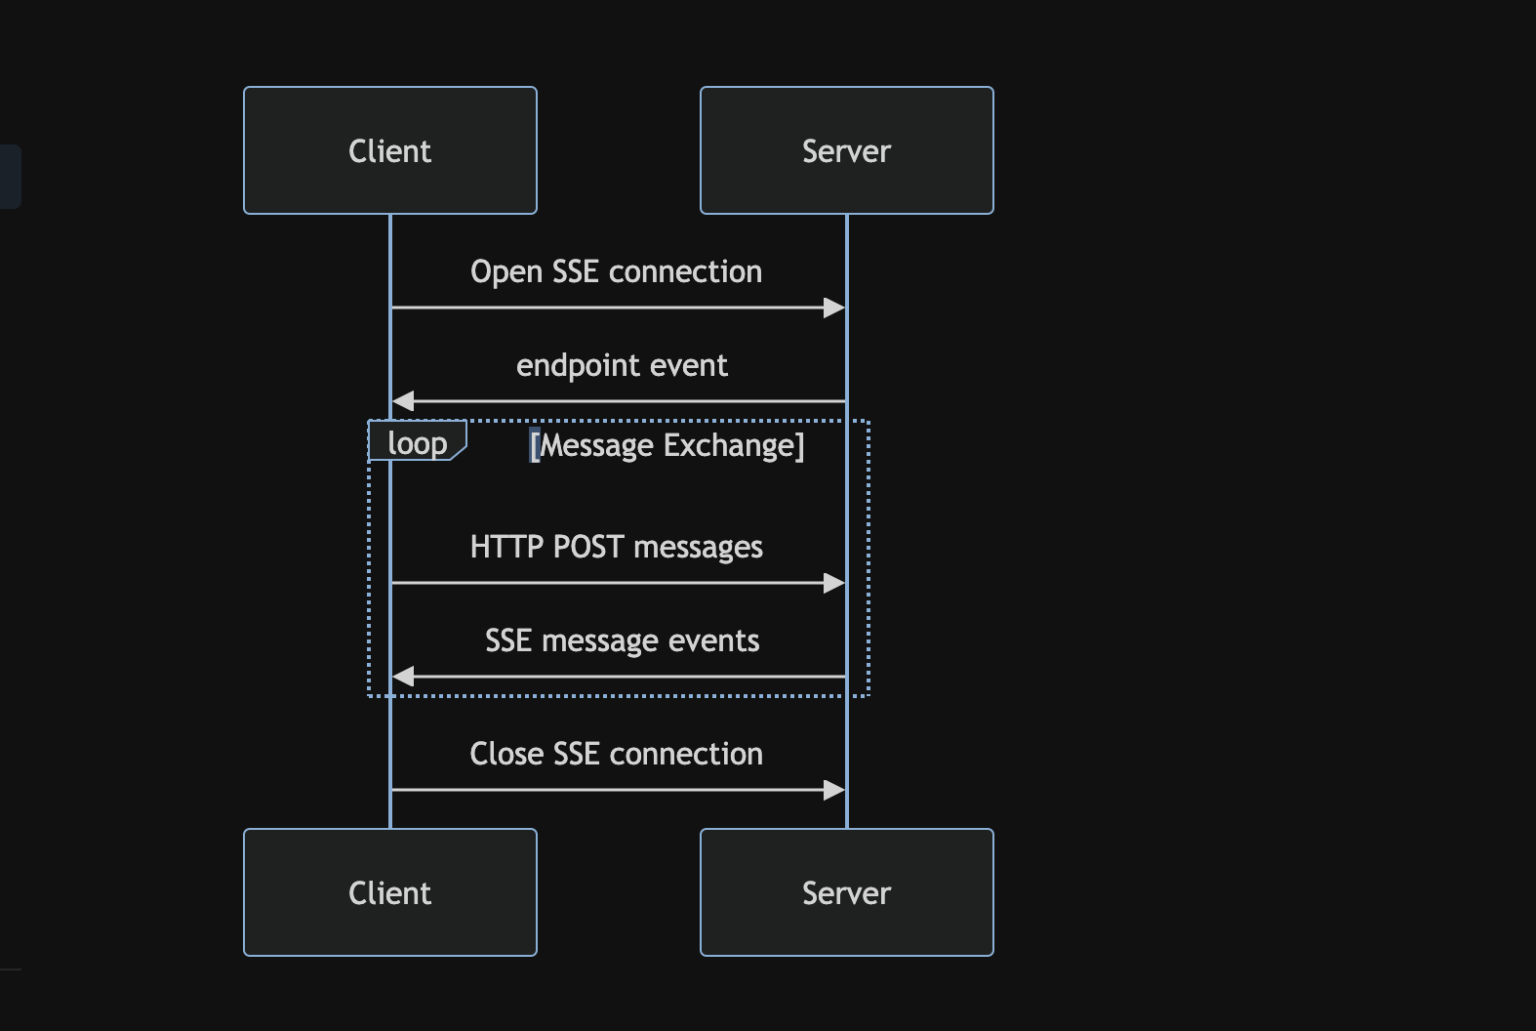 Client
Server
Open SSE connection
endpoint event
loop
[Message Exchange]
HTTP POST messages
SSE message events
Close SSE connection
Client
Server